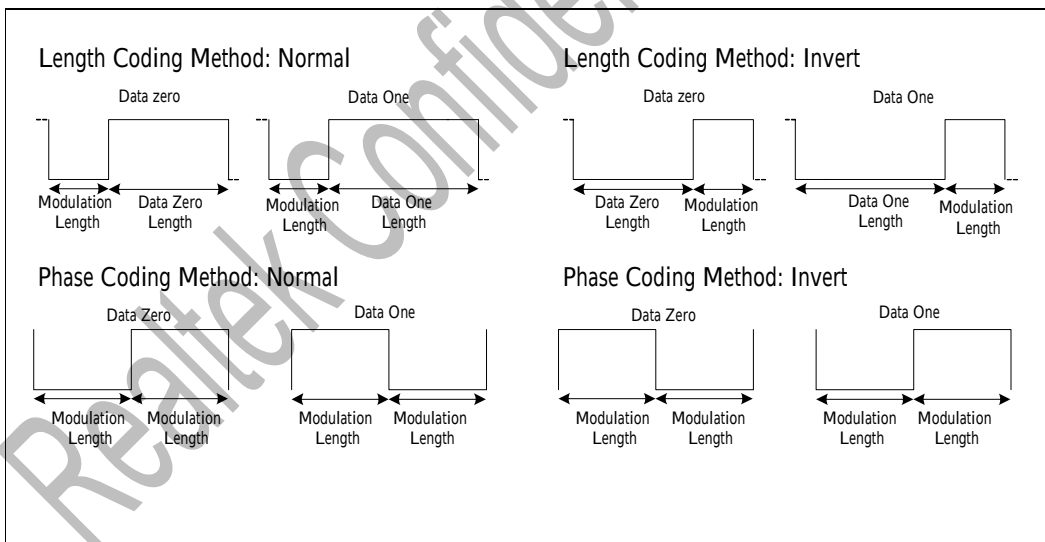 Length Coding Method: Normal
Length Coding Method: Invert
Data zero
Data One
Data zero
Data One
Modulation
Length
Data Zero
Length
Modulation
Length
Data One
Length
Data Zero
Length
Modulation
Length
Data One
Length
Modulation
Length
Phase Coding Method: Normal
Phase Coding Method: Invert
Data Zero
Data One
Data Zero
Data One
Modulation
Length
Modulation
Length
Modulation
Length
Modulation
Length
Modulation
Length
Modulation
Length
Modulation
Length
Modulation
Length
Realtek